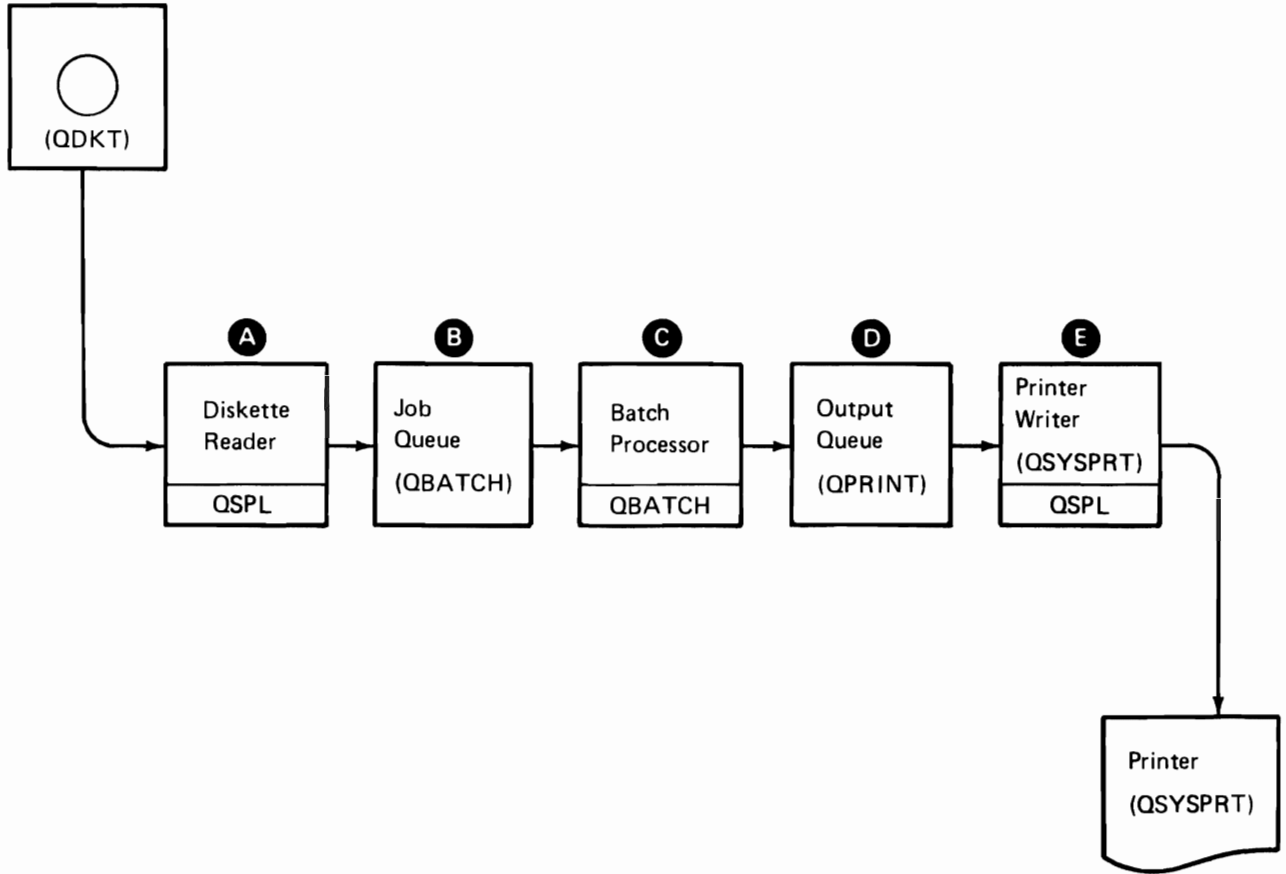 (QDKT)
A
B
C
D
E
Diskette
Reader
QSPL
Job
Queue
(QBATCH)
Batch
Processor
QBATCH
Output
Queue
(QPRINT)
Printer
Writer
(QSYSPRT)
QSPL
Printer
(QSYSPRT)